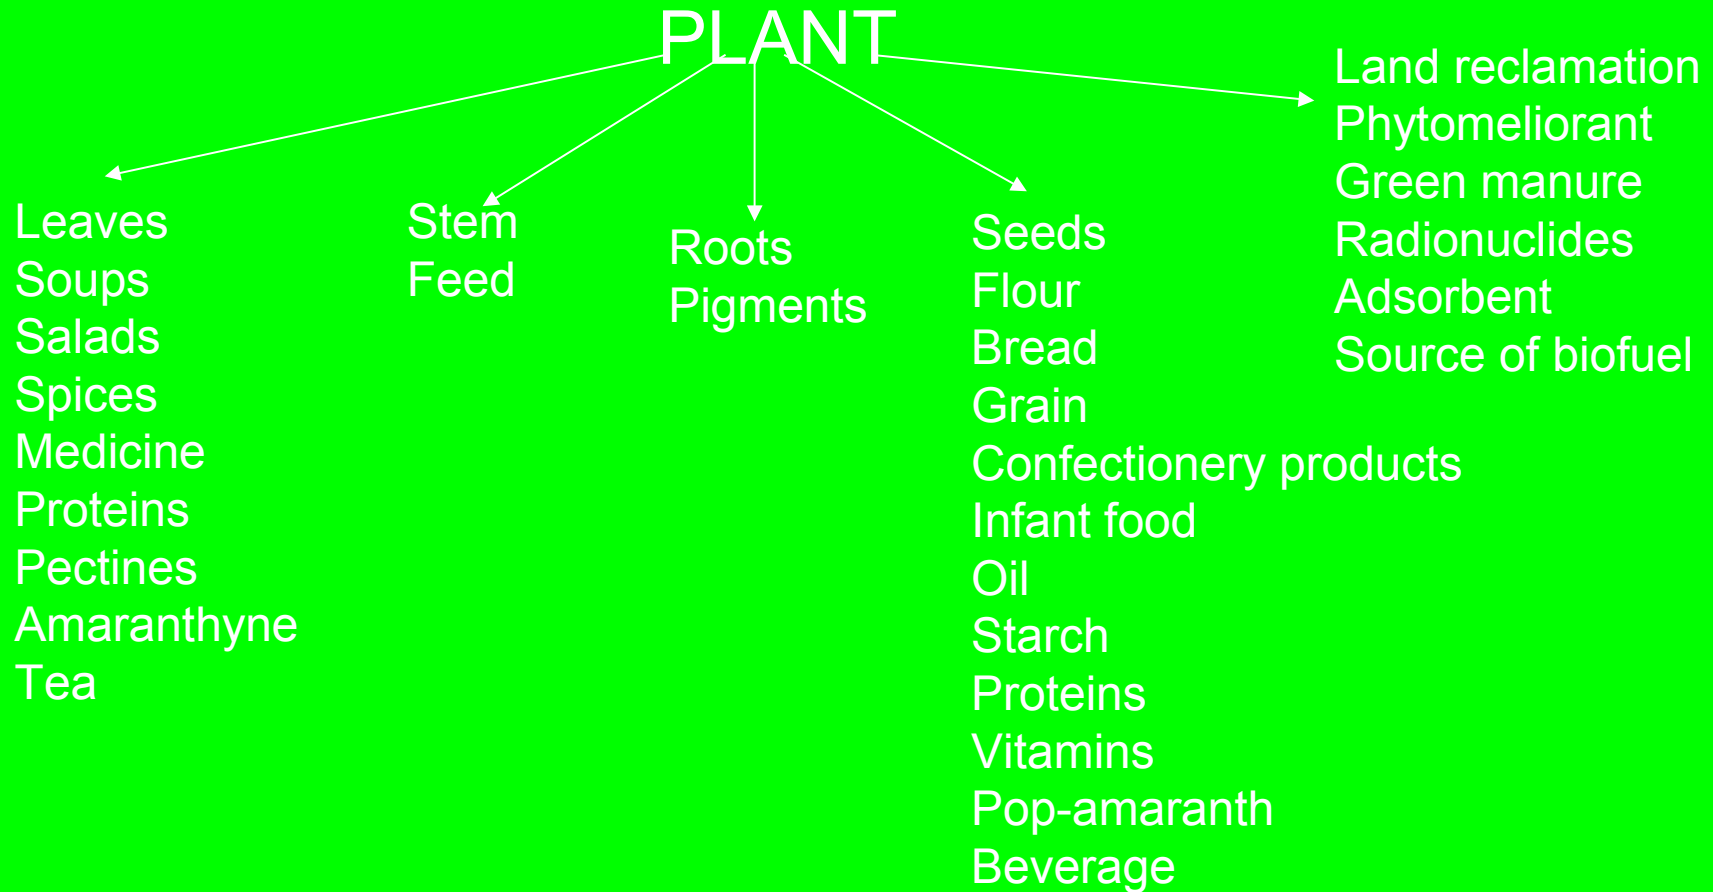 PLANT
Leaves
Soups
Salads
Spices
Medicine
Proteins
Pectines
Amaranthyne
Tea
Stem
Feed
Roots
Pigments
Seeds
Flour
Bread
Grain
Confectionery products
Infant food
Oil
Starch
Proteins
Vitamins
Pop-amaranth
Beverage
Land reclamation
Phytomeliorant
Green manure
Radionuclides
Adsorbent
Source of biofuel